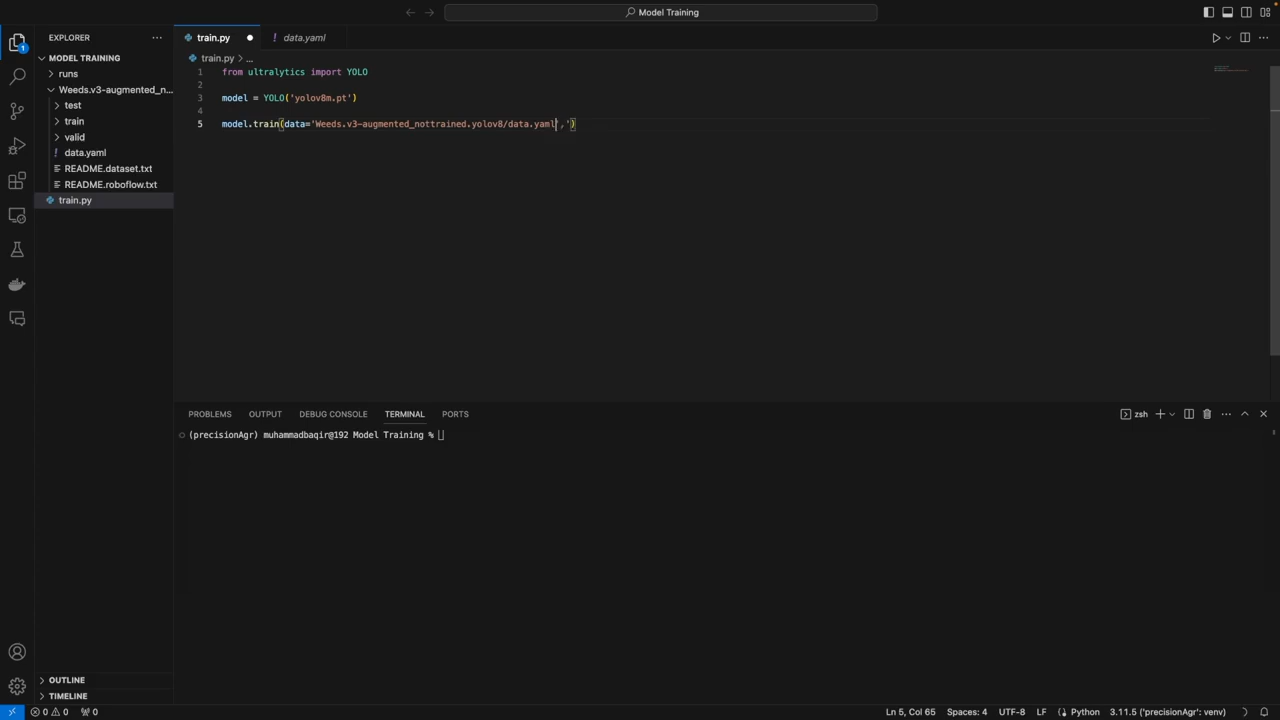 Model Training
EXPLORER
train.py
data.yaml
MODEL TRAINING
train.py > ...
runs
1 from ultralytics import YOLO
Weeds.v3-augmented_n...
2
test
3 model = YOLO('yolov8m.pt')
train
4
5 model.train(data='Weeds.v3-augmented_nottrained.yolov8/data.yaml','')
valid
data.yaml
README.dataset.txt
README.roboflow.txt
train.py
PROBLEMS OUTPUT DEBUG CONSOLE TERMINAL PORTS
zsh
(precisionAgr) muhammadbaqir@192 Model Training %
OUTLINE
TIMELINE
0 0 0
Ln 5, Col 65 Spaces: 4 UTF-8 LF Python 3.11.5 ('precisionAgr': venv)
1